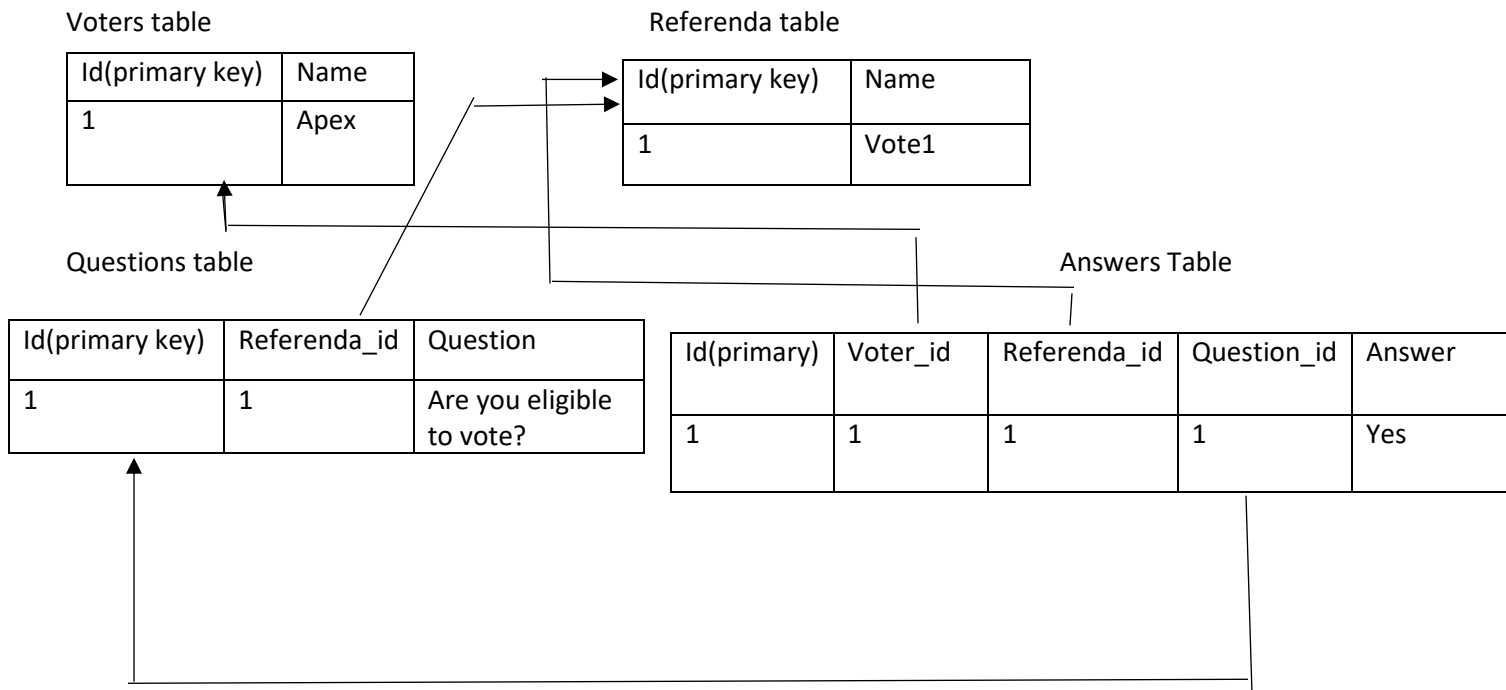 Voters table
Id(primary key) Name
1 Apex
Referenda table
Id(primary key) Name
1 Vote1
Questions table
Id(primary key) Referenda_id Question
1 1 Are you eligible
to vote?
Answers Table
Id(primary) Voter_id Referenda_id Question_id Answer
1 1 1 1 Yes